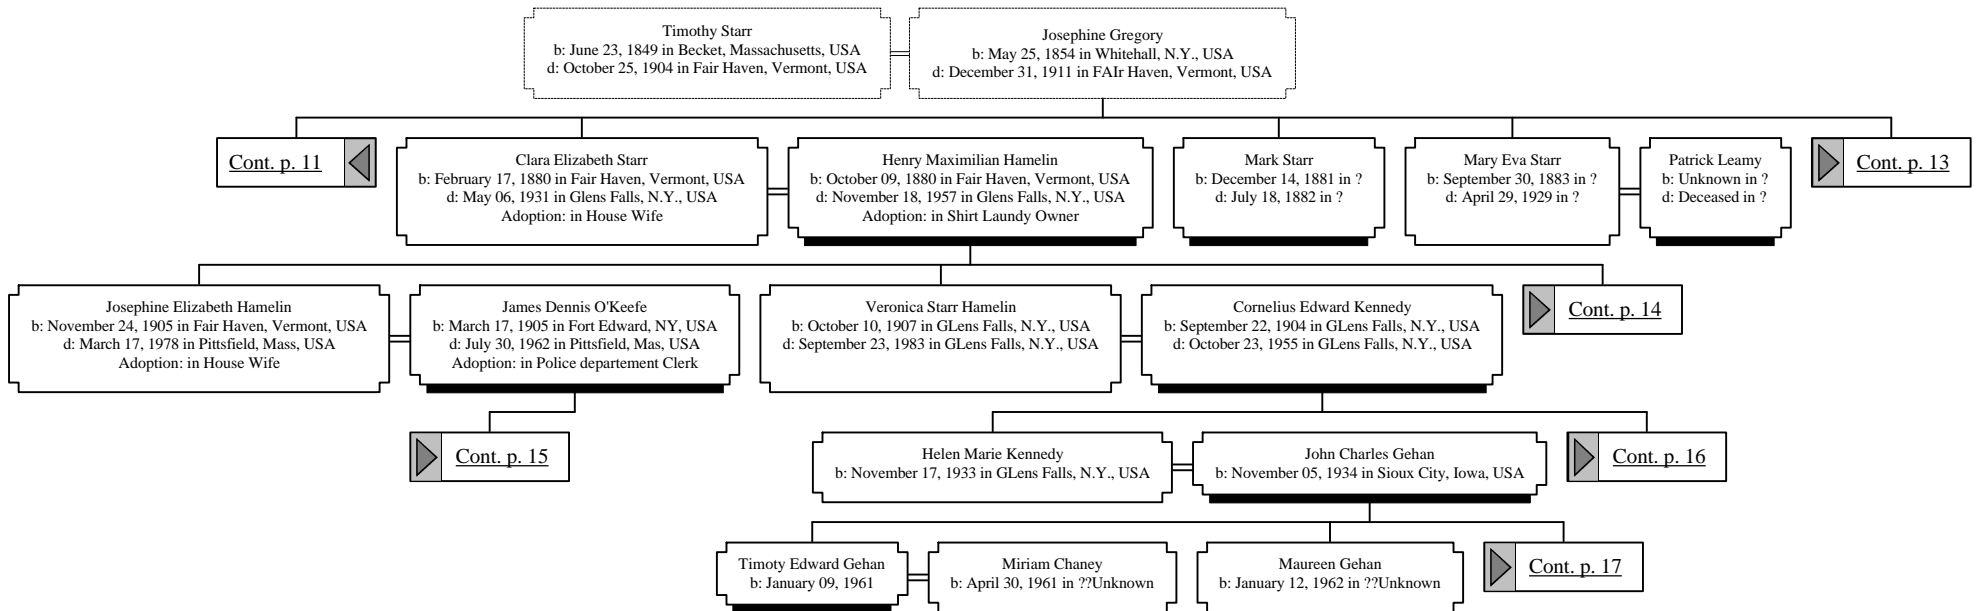 Timothy Starr
b: June 23, 1849 in Becket, Massachusetts, USA
d: October 25, 1904 in Fair Haven, Vermont, USA
Josephine Gregory
b: May 25, 1854 in Whitehall, N.Y., USA
d: December 31, 1911 in FAIr Haven, Vermont, USA
Cont. p. 11
Clara Elizabeth Starr
b: February 17, 1880 in Fair Haven, Vermont, USA
d: May 06, 1931 in Glens Falls, N.Y., USA
Adoption: in House Wife
Henry Maximilian Hamelin
b: October 09, 1880 in Fair Haven, Vermont, USA
d: November 18, 1957 in Glens Falls, N.Y., USA
Adoption: in Shirt Laundy Owner
Mark Starr
b: December 14, 1881 in ?
d: July 18, 1882 in ?
Mary Eva Starr
b: September 30, 1883 in ?
d: April 29, 1929 in ?
Patrick Leamy
b: Unknown in ?
d: Deceased in ?
Cont. p. 13
Josephine Elizabeth Hamelin
b: November 24, 1905 in Fair Haven, Vermont, USA
d: March 17, 1978 in Pittsfield, Mass, USA
Adoption: in House Wife
James Dennis O'Keefe
b: March 17, 1905 in Fort Edward, NY, USA
d: July 30, 1962 in Pittsfield, Mas, USA
Adoption: in Police departement Clerk
Veronica Starr Hamelin
b: October 10, 1907 in GLens Falls, N.Y., USA
d: September 23, 1983 in GLens Falls, N.Y., USA
Cornelius Edward Kennedy
b: September 22, 1904 in GLens Falls, N.Y., USA
d: October 23, 1955 in GLens Falls, N.Y., USA
Cont. p. 14
Cont. p. 15
Helen Marie Kennedy
b: November 17, 1933 in GLens Falls, N.Y., USA
John Charles Gehan
b: November 05, 1934 in Sioux City, Iowa, USA
Cont. p. 16
Timoty Edward Gehan
b: January 09, 1961
Miriam Chaney
b: April 30, 1961 in ??Unknown
Maureen Gehan
b: January 12, 1962 in ??Unknown
Cont. p. 17